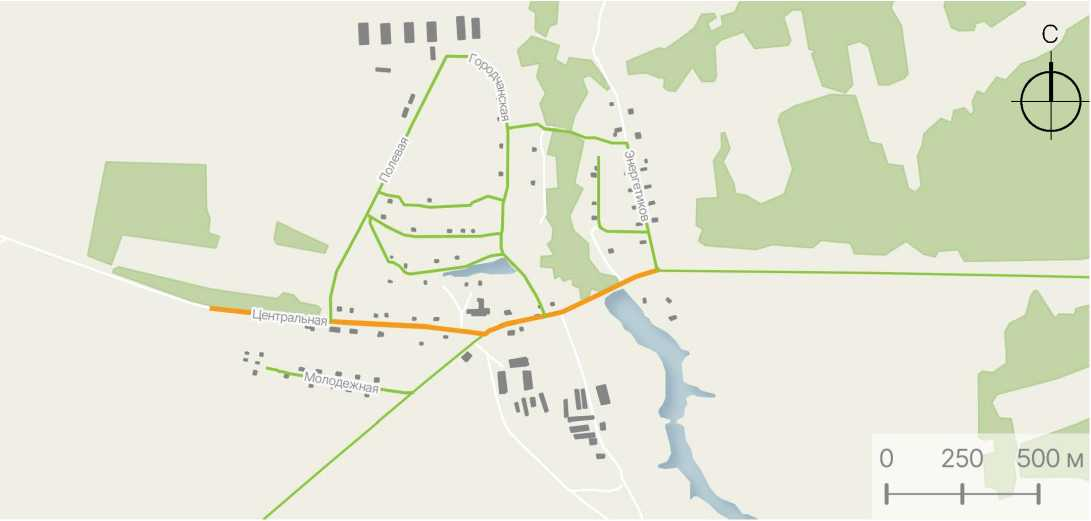 С
Городчанская
Полевая
Энергетиков
Центральная
Молодежная
0 250 500 м